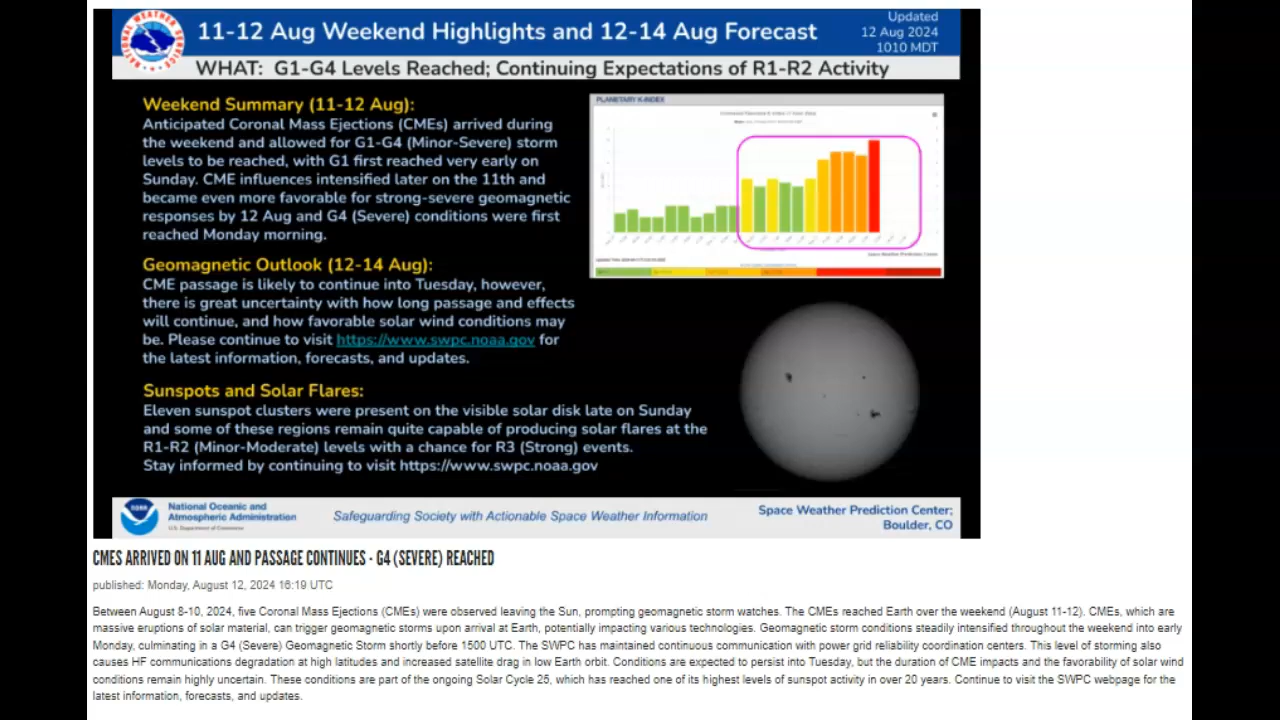 NATIONAL WEATHER SERVICE
11-12 Aug Weekend Highlights and 12-14 Aug Forecast
Updated
12 Aug 2024
1010 MDT
WHAT: G1-G4 Levels Reached; Continuing Expectations of R1-R2 Activity
Weekend Summary (11-12 Aug):
Anticipated Coronal Mass Ejections (CMEs) arrived during
the weekend and allowed for G1-G4 (Minor-Severe) storm
levels to be reached, with G1 first reached very early on
Sunday. CME influences intensified later on the 11th and
became even more favorable for strong-severe geomagnetic
responses by 12 Aug and G4 (Severe) conditions were first
reached Monday morning.
PLANETARY K-INDEX
Space Weather Prediction Center
Geomagnetic Outlook (12-14 Aug):
CME passage is likely to continue into Tuesday, however,
there is great uncertainty with how long passage and effects
will continue, and how favorable solar wind conditions may
be. Please continue to visit https://www.swpc.noaa.gov for
the latest information, forecasts, and updates.
Sunspots and Solar Flares:
Eleven sunspot clusters were present on the visible solar disk late on Sunday
and some of these regions remain quite capable of producing solar flares at the
R1-R2 (Minor-Moderate) levels with a chance for R3 (Strong) events.
Stay informed by continuing to visit https://www.swpc.noaa.gov
NOAA
National Oceanic and
Atmospheric Administration
U.S. Department of Commerce
Safeguarding Society with Actionable Space Weather Information
Space Weather Prediction Center;
Boulder, CO
CMES ARRIVED ON 11 AUG AND PASSAGE CONTINUES - G4 (SEVERE) REACHED
published: Monday, August 12, 2024 16:19 UTC
Between August 8-10, 2024, five Coronal Mass Ejections (CMEs) were observed leaving the Sun, prompting geomagnetic storm watches. The CMEs reached Earth over the weekend (August 11-12). CMEs, which are
massive eruptions of solar material, can trigger geomagnetic storms upon arrival at Earth, potentially impacting various technologies. Geomagnetic storm conditions steadily intensified throughout the weekend into early
Monday, culminating in a G4 (Severe) Geomagnetic Storm shortly before 1500 UTC. The SWPC has maintained continuous communication with power grid reliability coordination centers. This level of storming also
causes HF communications degradation at high latitudes and increased satellite drag in low Earth orbit. Conditions are expected to persist into Tuesday, but the duration of CME impacts and the favorability of solar wind
conditions remain highly uncertain. These conditions are part of the ongoing Solar Cycle 25, which has reached one of its highest levels of sunspot activity in over 20 years. Continue to visit the SWPC webpage for the
latest information, forecasts, and updates.